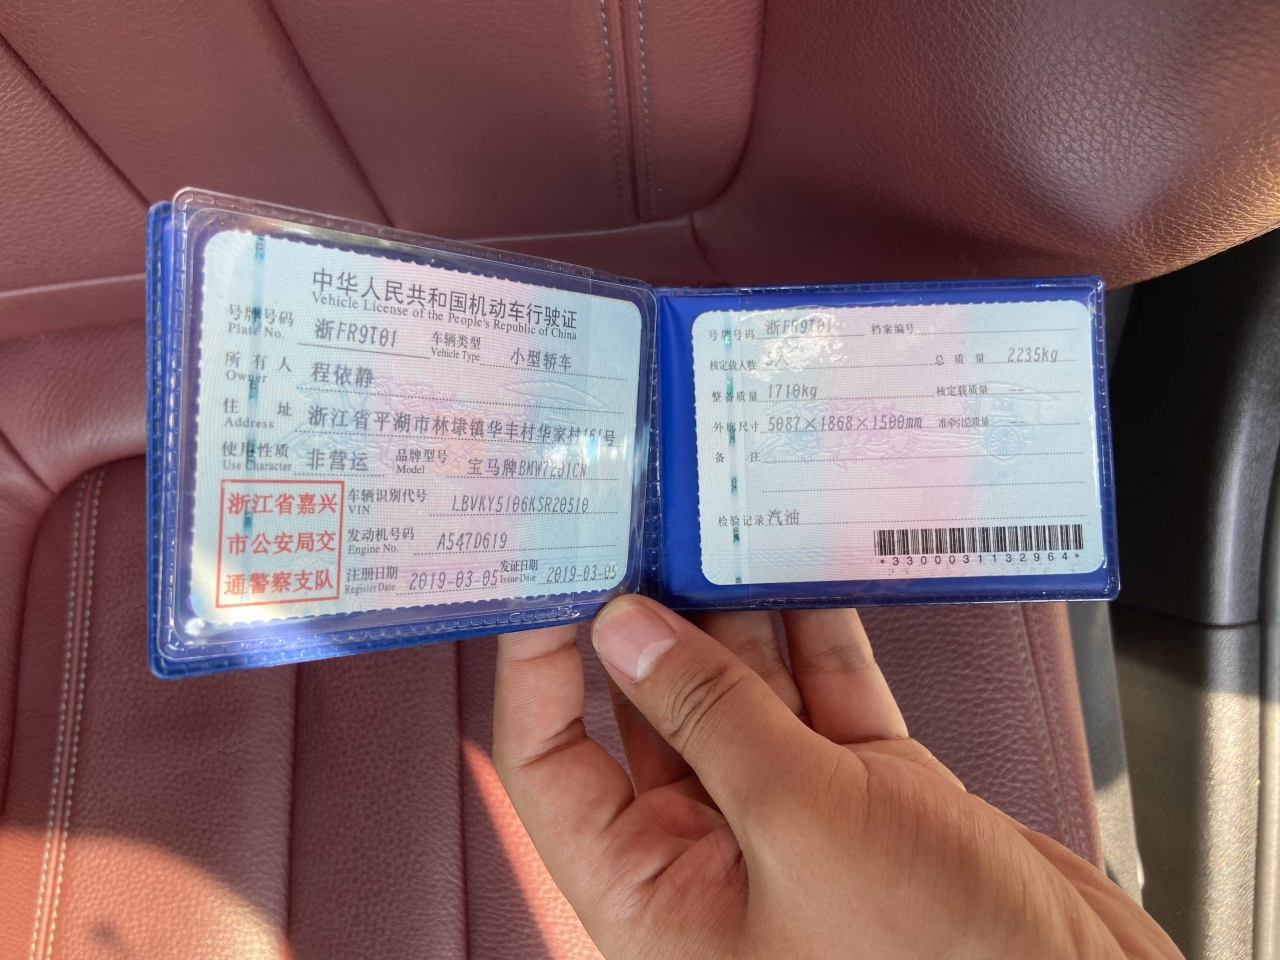 中华人民共和国机动车行驶证
Vehicle License of the People's Republic of China
号牌号码 浙FR9T01 车辆类型 小型轿车
Plate No. Vehicle Type
所有人 程依静
Owner
住址 浙江省平湖市林埭镇华丰村华家村161号
Address
使用性质 非营运 品牌型号 宝马牌BMW7201CN
Use Character Model
浙江省嘉兴
市公安局交
通警察支队
车辆识别代号 LBVKY5106KSR20510
VIN
发动机号码 A547D619
Engine No.
注册日期 2019-03-05 发证日期 2019-03-05
Register Date Issue Date
号牌号码 浙FR9T01 档案编号
核定载人数 5人 总质量 2235kg
整备质量 1710kg 核定载质量 --
外廓尺寸 5087×1868×1500mm 准牵引总质量 --
备注
检验记录 汽油
*3300031132964*